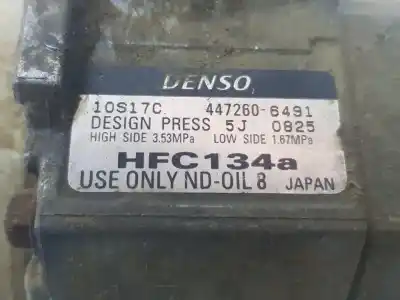 DENSO
10S17C 447260-6491
DESIGN PRESS 5J 0825
HIGH SIDE 3.53MPa LOW SIDE 1.67MPa
HFC134a
USE ONLY ND-OIL 8 JAPAN